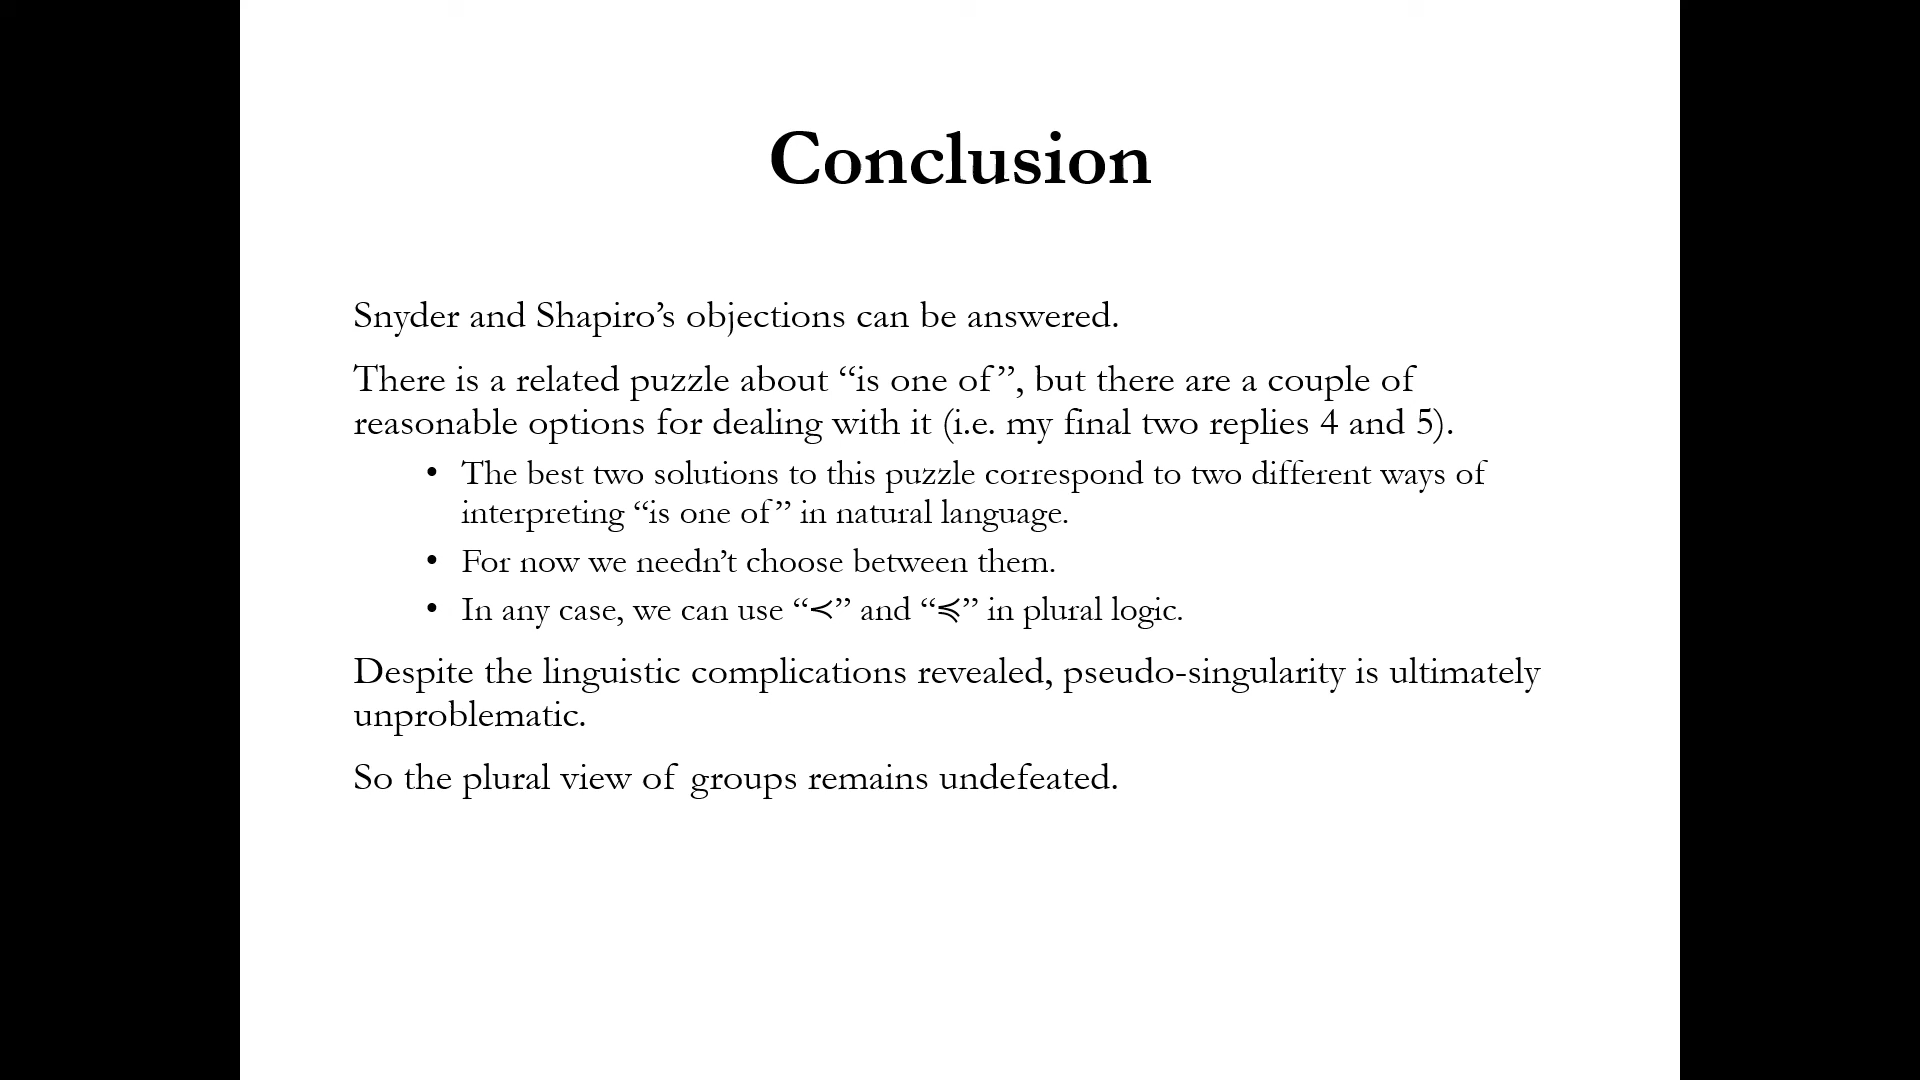 Conclusion
Snyder and Shapiro’s objections can be answered.
There is a related puzzle about “is one of”, but there are a couple of
reasonable options for dealing with it (i.e. my final two replies 4 and 5).
• The best two solutions to this puzzle correspond to two different ways of
interpreting “is one of” in natural language.
• For now we needn’t choose between them.
• In any case, we can use “≺” and “≼” in plural logic.
Despite the linguistic complications revealed, pseudo-singularity is ultimately
unproblematic.
So the plural view of groups remains undefeated.